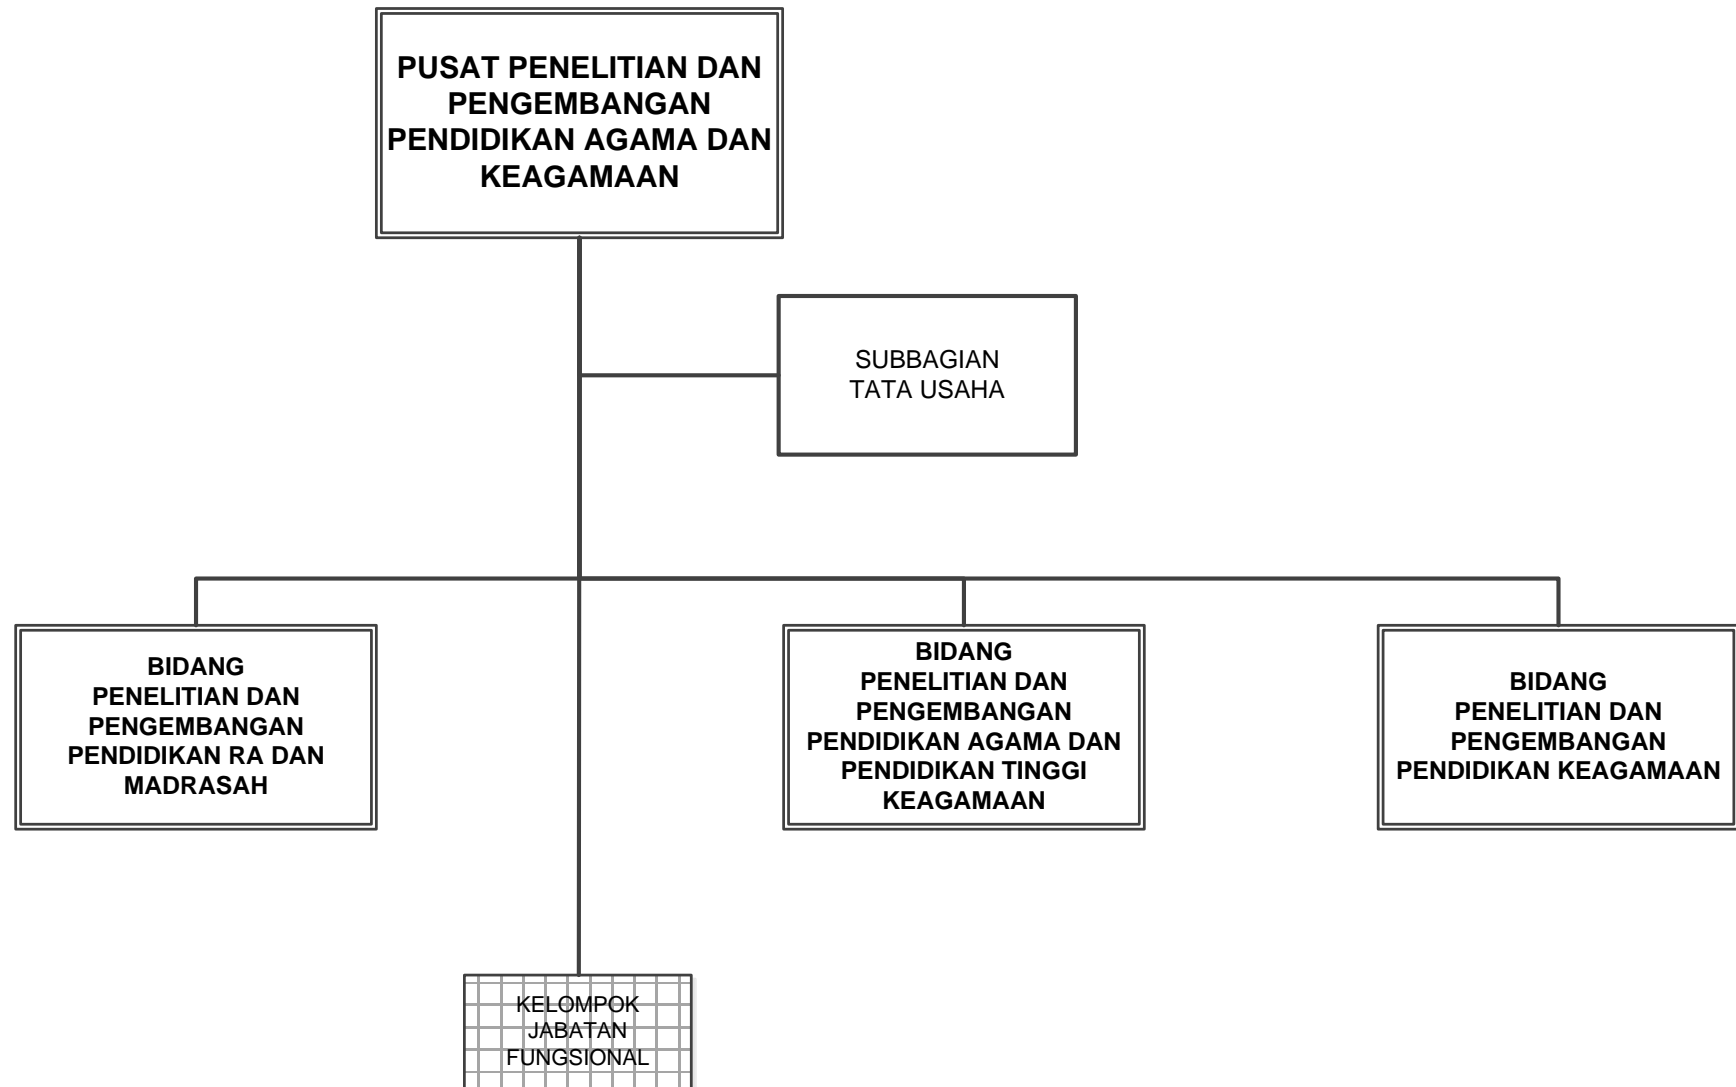 PUSAT PENELITIAN DAN
PENGEMBANGAN
PENDIDIKAN AGAMA DAN
KEAGAMAAN
SUBBAGIAN
TATA USAHA
BIDANG
PENELITIAN DAN
PENGEMBANGAN
PENDIDIKAN RA DAN
MADRASAH
BIDANG
PENELITIAN DAN
PENGEMBANGAN
PENDIDIKAN AGAMA DAN
PENDIDIKAN TINGGI
KEAGAMAAN
BIDANG
PENELITIAN DAN
PENGEMBANGAN
PENDIDIKAN KEAGAMAAN
KELOMPOK
JABATAN
FUNGSIONAL